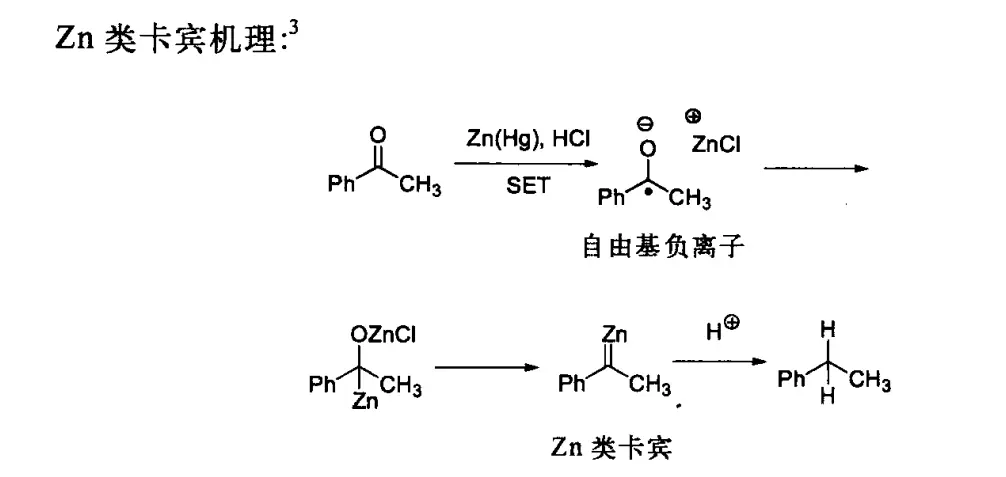 Zn 类卡宾机理:3
O
Ph CH3
Zn(Hg), HCl
SET
⊖
O
⊕
ZnCl
Ph CH3
自由基负离子
OZnCl
Ph CH3
Zn
Zn
Ph CH3
Zn 类卡宾
H⊕
H
Ph CH3
H